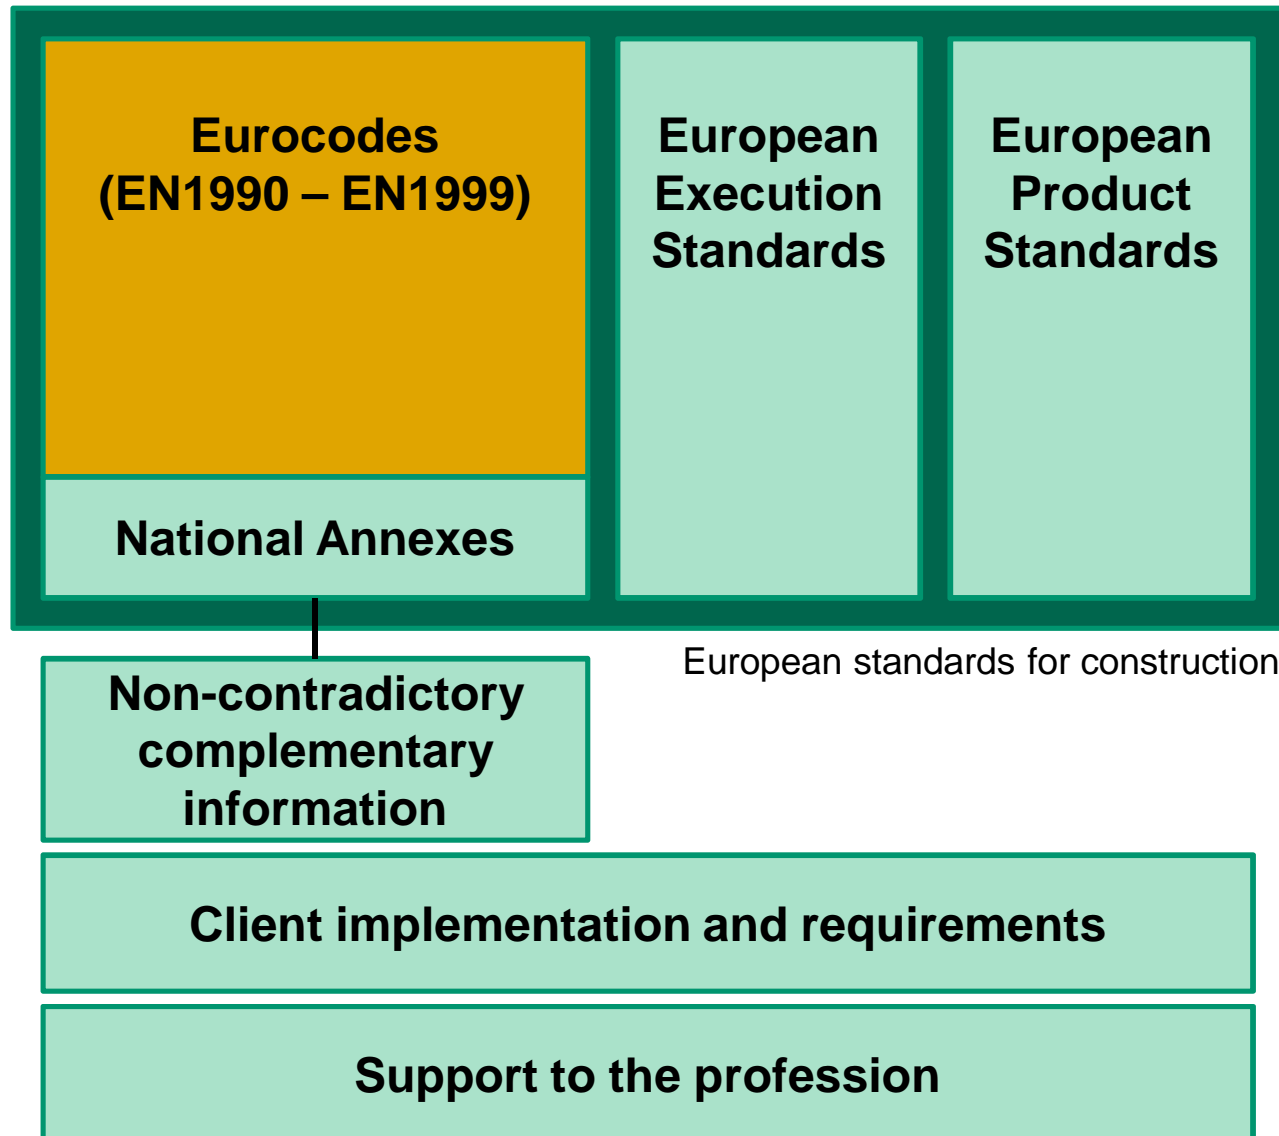 Eurocodes
(EN1990 – EN1999)
European
Execution
Standards
European
Product
Standards
National Annexes
European standards for construction
Non-contradictory
complementary
information
Client implementation and requirements
Support to the profession